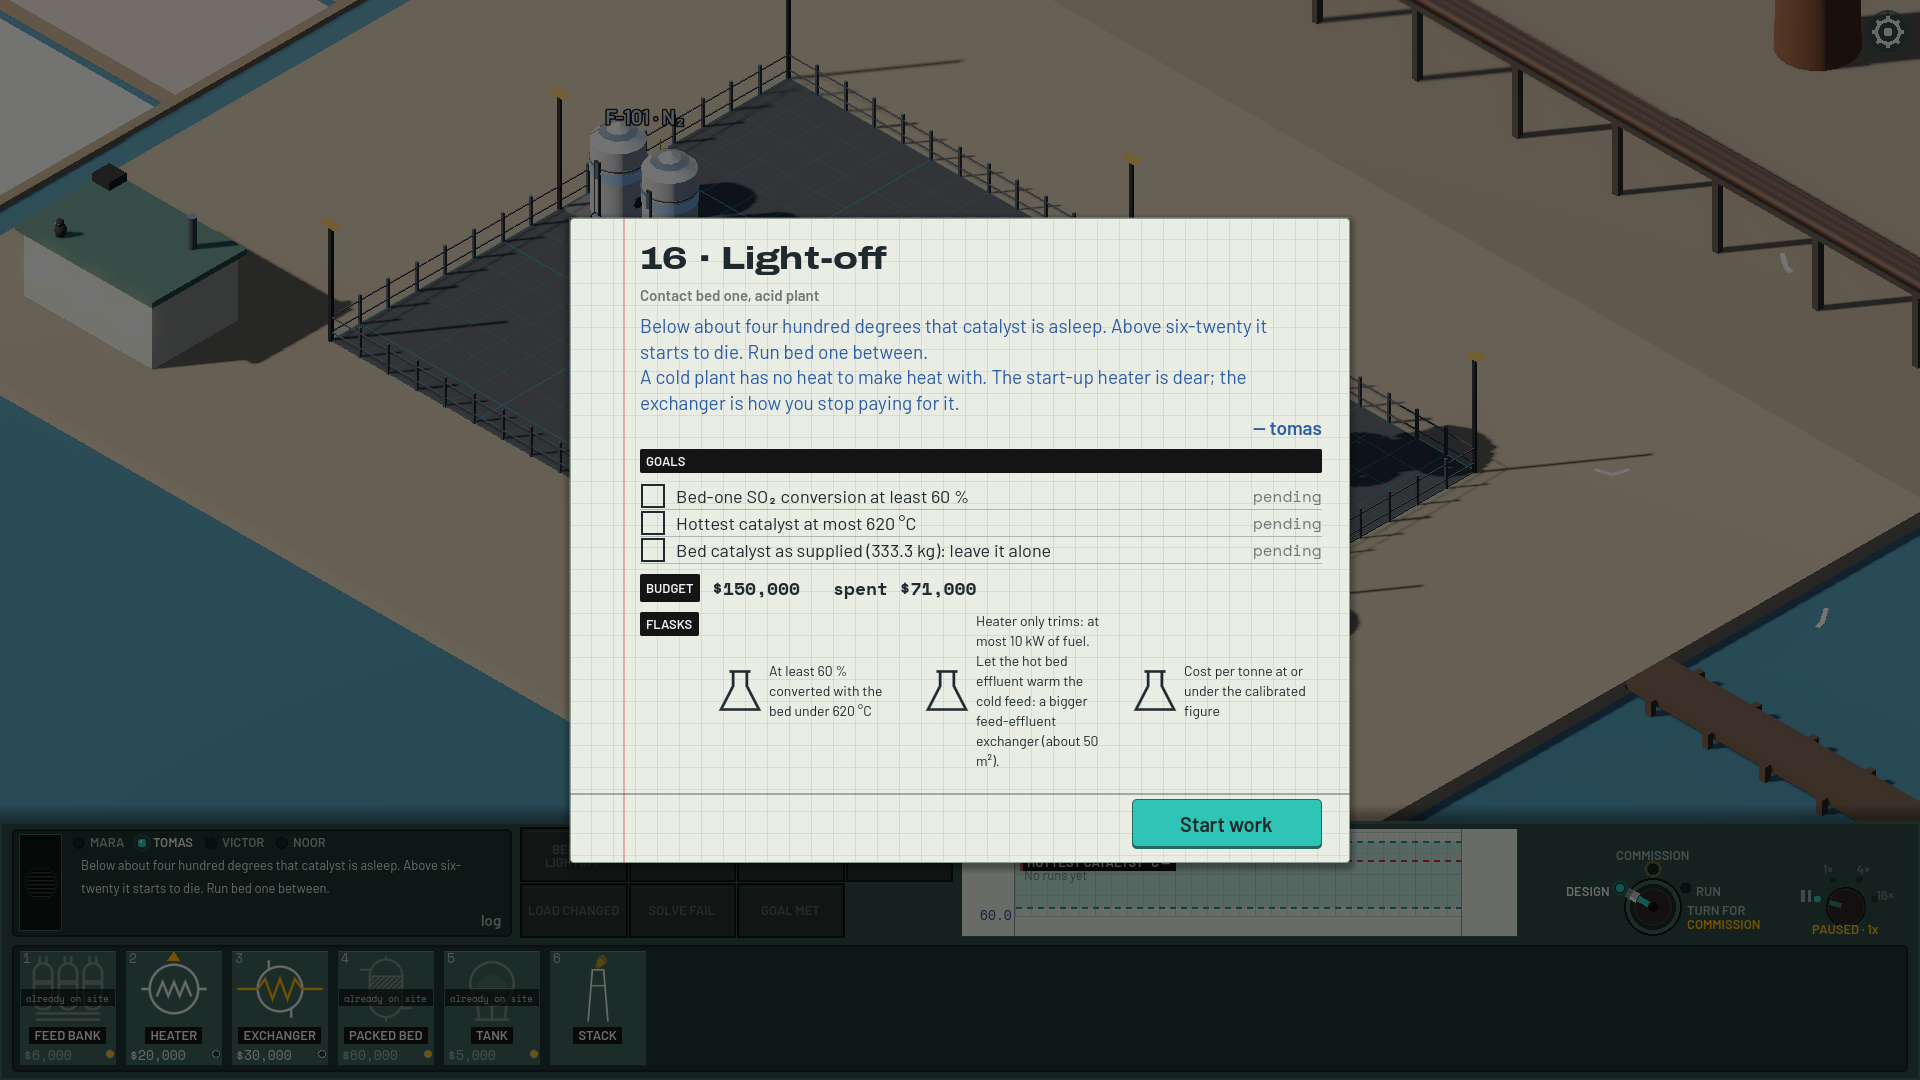 F-101 · N₂
16 · Light-off
Contact bed one, acid plant
Below about four hundred degrees that catalyst is asleep. Above six-twenty it
starts to die. Run bed one between.
A cold plant has no heat to make heat with. The start-up heater is dear; the
exchanger is how you stop paying for it.
— tomas
GOALS
Bed-one SO₂ conversion at least 60 % pending
Hottest catalyst at most 620 °C pending
Bed catalyst as supplied (333.3 kg): leave it alone pending
BUDGET $150,000 spent $71,000
FLASKS
At least 60 %
converted with the
bed under 620 °C
Heater only trims: at
most 10 kW of fuel.
Let the hot bed
effluent warm the
cold feed: a bigger
feed-effluent
exchanger (about 50
m²).
Cost per tonne at or
under the calibrated
figure
Start work
MARA TOMAS VICTOR NOOR
Below about four hundred degrees that catalyst is asleep. Above six-
twenty it starts to die. Run bed one between.
log
LOAD CHANGED SOLVE FAIL GOAL MET
No runs yet
60.0
COMMISSION
DESIGN RUN
TURN FOR
COMMISSION
1x 4x
16x
PAUSED · 1x
1 already on site FEED BANK $6,000
2 HEATER $20,000
3 EXCHANGER $30,000
4 already on site PACKED BED $60,000
5 already on site TANK $5,000
6 STACK